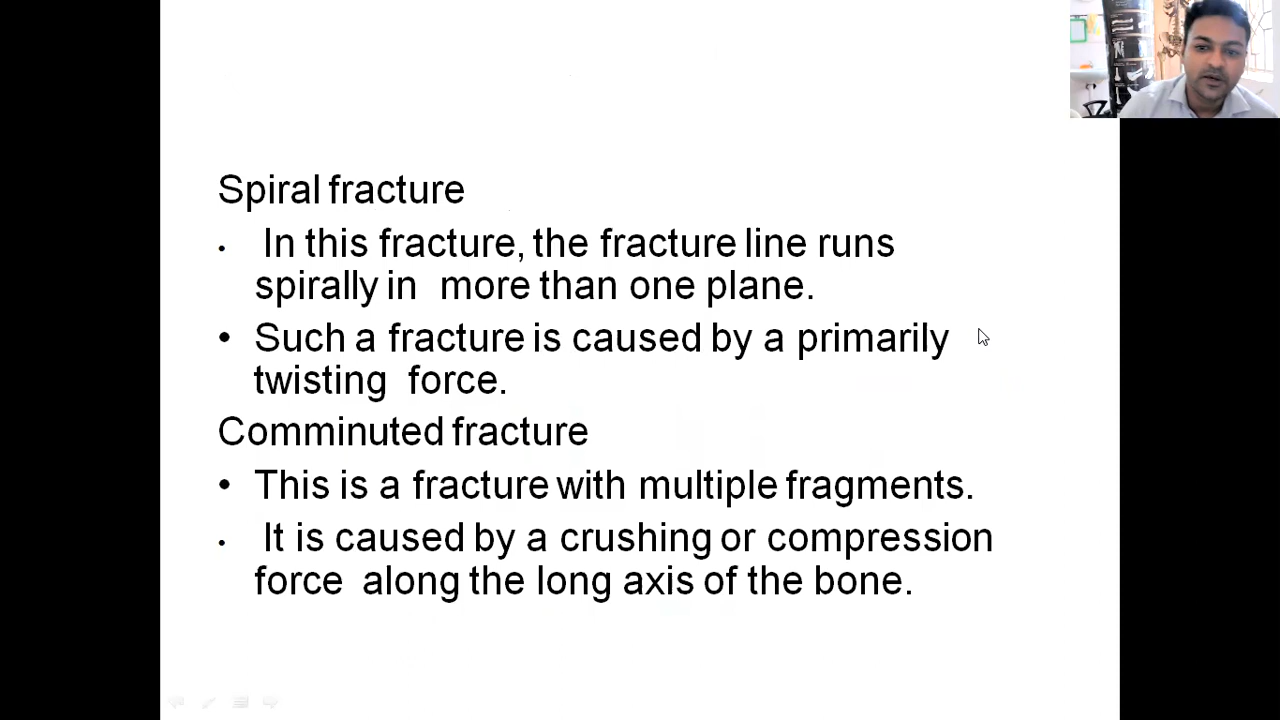 Spiral fracture
• In this fracture, the fracture line runs
spirally in more than one plane.
• Such a fracture is caused by a primarily
twisting force.
Comminuted fracture
• This is a fracture with multiple fragments.
• It is caused by a crushing or compression
force along the long axis of the bone.